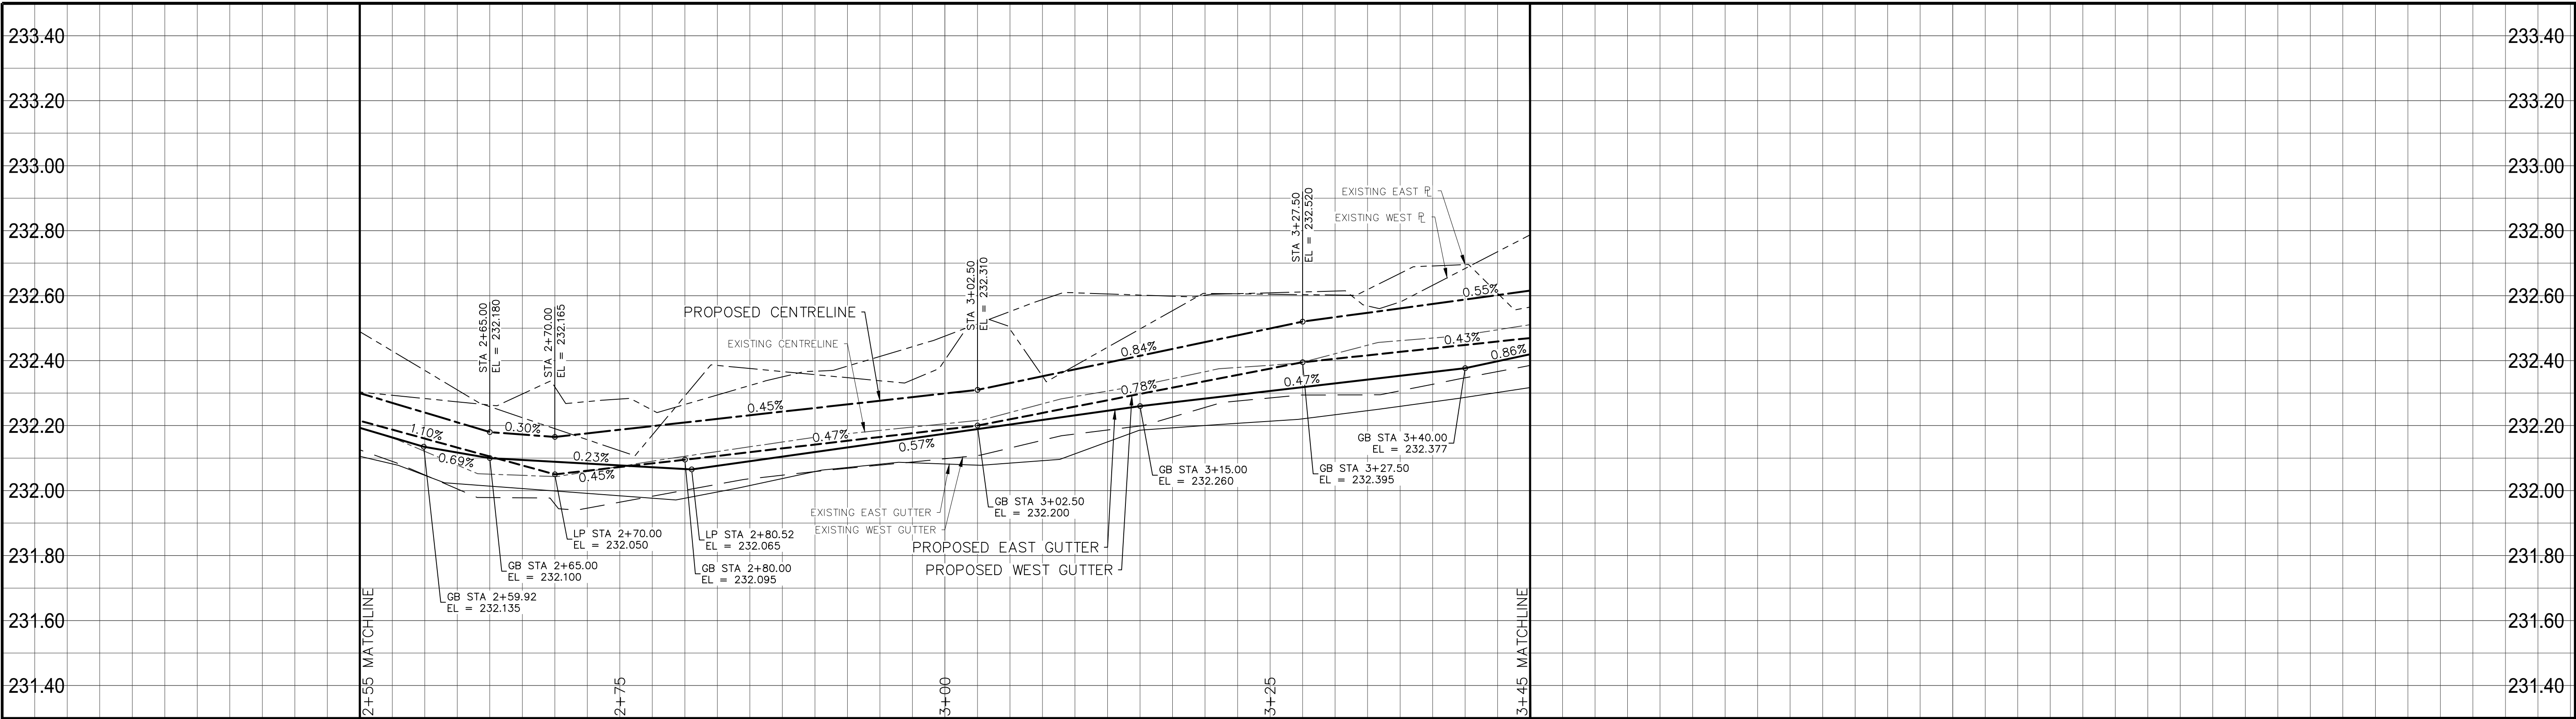 233.40
233.20
233.00
232.80
232.60
232.40
232.20
232.00
231.80
231.60
231.40
2+55 MATCHLINE
STA 2+65.00
EL = 232.180
STA 2+70.00
EL = 232.165
PROPOSED CENTRELINE
EXISTING CENTRELINE
STA 3+02.50
EL = 232.310
STA 3+27.50
EL = 232.520
EXISTING EAST PL
EXISTING WEST PL
1.10%
0.69%
0.30%
0.23%
0.45%
0.45%
0.47%
0.57%
0.84%
0.78%
0.47%
0.55%
0.43%
0.86%
GB STA 2+59.92
EL = 232.135
GB STA 2+65.00
EL = 232.100
LP STA 2+70.00
EL = 232.050
LP STA 2+80.52
EL = 232.065
GB STA 2+80.00
EL = 232.095
EXISTING EAST GUTTER
EXISTING WEST GUTTER
PROPOSED EAST GUTTER
PROPOSED WEST GUTTER
GB STA 3+02.50
EL = 232.200
GB STA 3+15.00
EL = 232.260
GB STA 3+27.50
EL = 232.395
GB STA 3+40.00
EL = 232.377
2+75
3+00
3+25
3+45 MATCHLINE
233.40
233.20
233.00
232.80
232.60
232.40
232.20
232.00
231.80
231.60
231.40